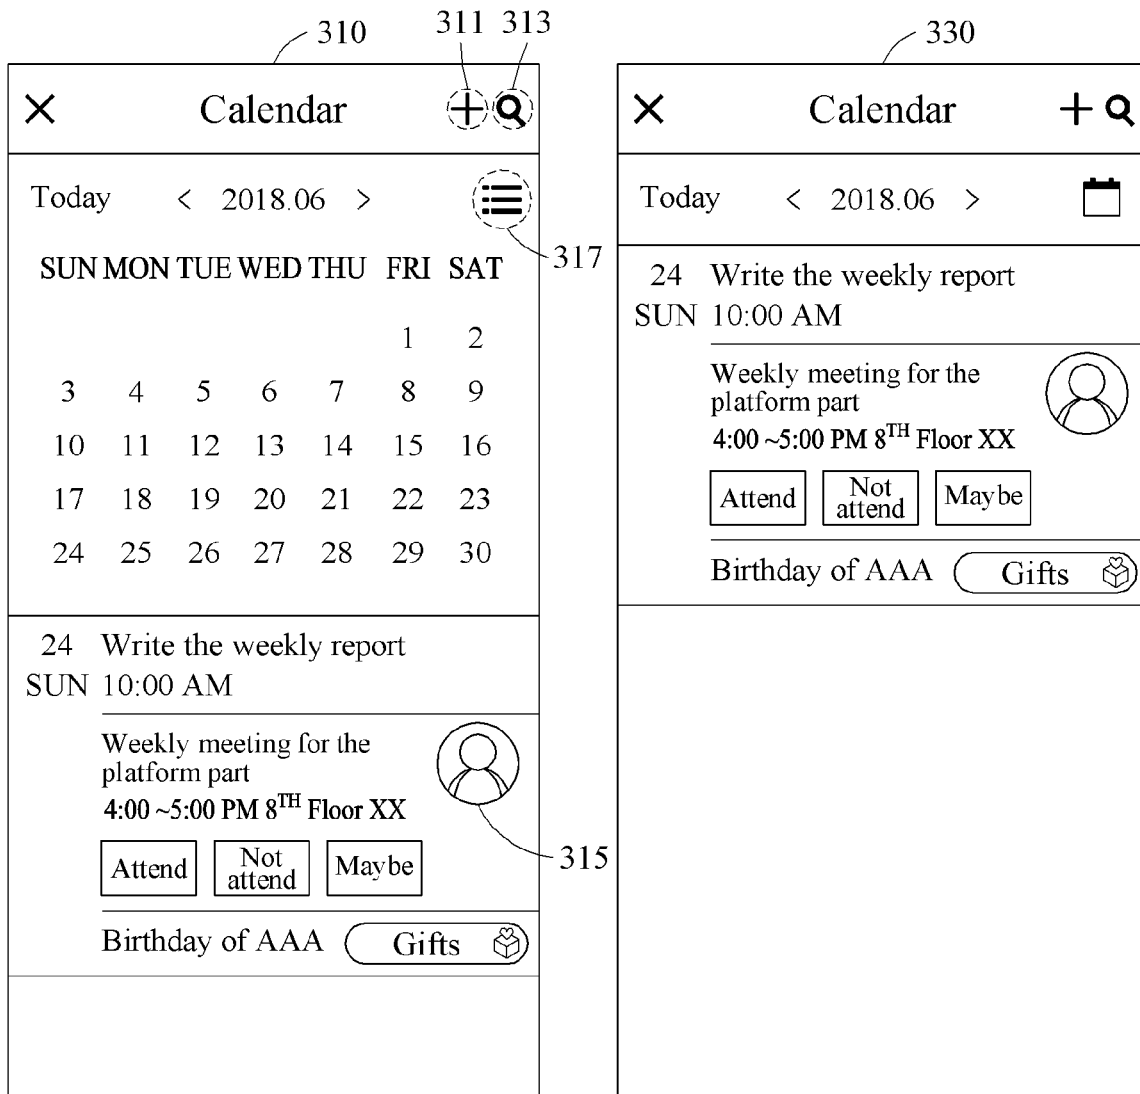 310
311 313
Calendar
Today < 2018.06 >
317
SUN MON TUE WED THU FRI SAT
1 2
3 4 5 6 7 8 9
10 11 12 13 14 15 16
17 18 19 20 21 22 23
24 25 26 27 28 29 30
24 Write the weekly report
SUN 10:00 AM
Weekly meeting for the
platform part
4:00 ~5:00 PM 8TH Floor XX
315
Attend
Not
attend
Maybe
Birthday of AAA Gifts
330
Calendar
Today < 2018.06 >
24 Write the weekly report
SUN 10:00 AM
Weekly meeting for the
platform part
4:00 ~5:00 PM 8TH Floor XX
Attend
Not
attend
Maybe
Birthday of AAA Gifts